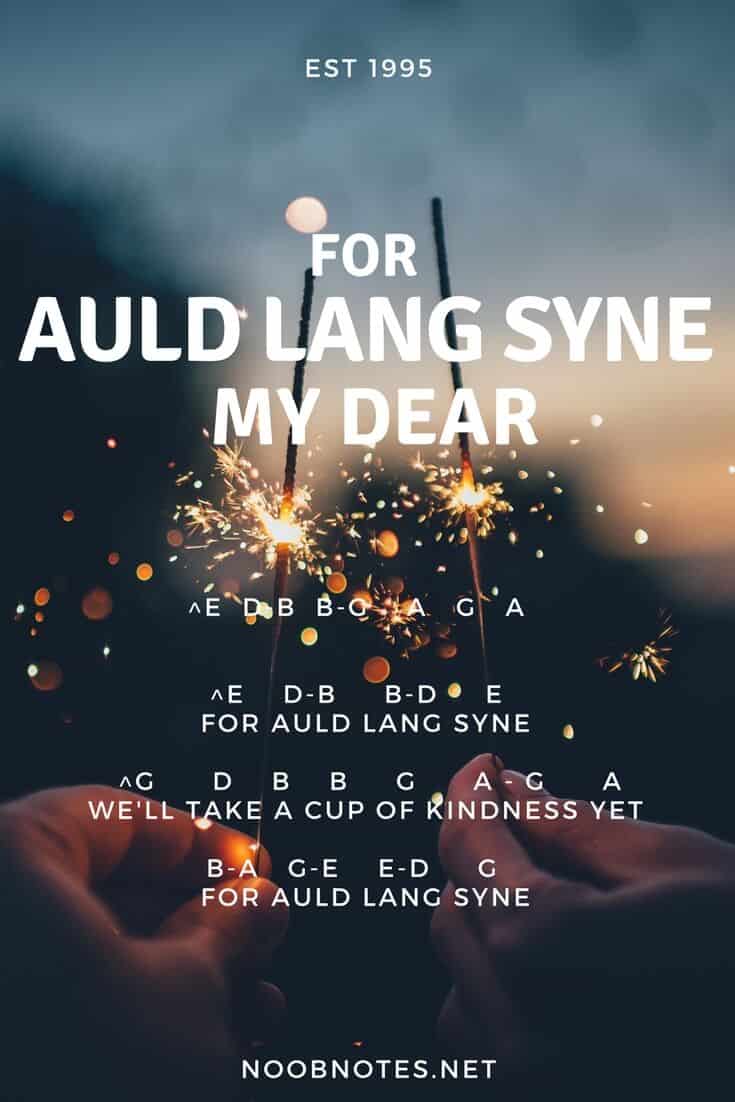 EST 1995
FOR
AULD LANG SYNE
MY DEAR
^E D-B B-G A G A
^E D-B B-D E
FOR AULD LANG SYNE
^G D B B G A-G A
WE'LL TAKE A CUP OF KINDNESS YET
B-A G-E E-D G
FOR AULD LANG SYNE
NOOBNOTES.NET